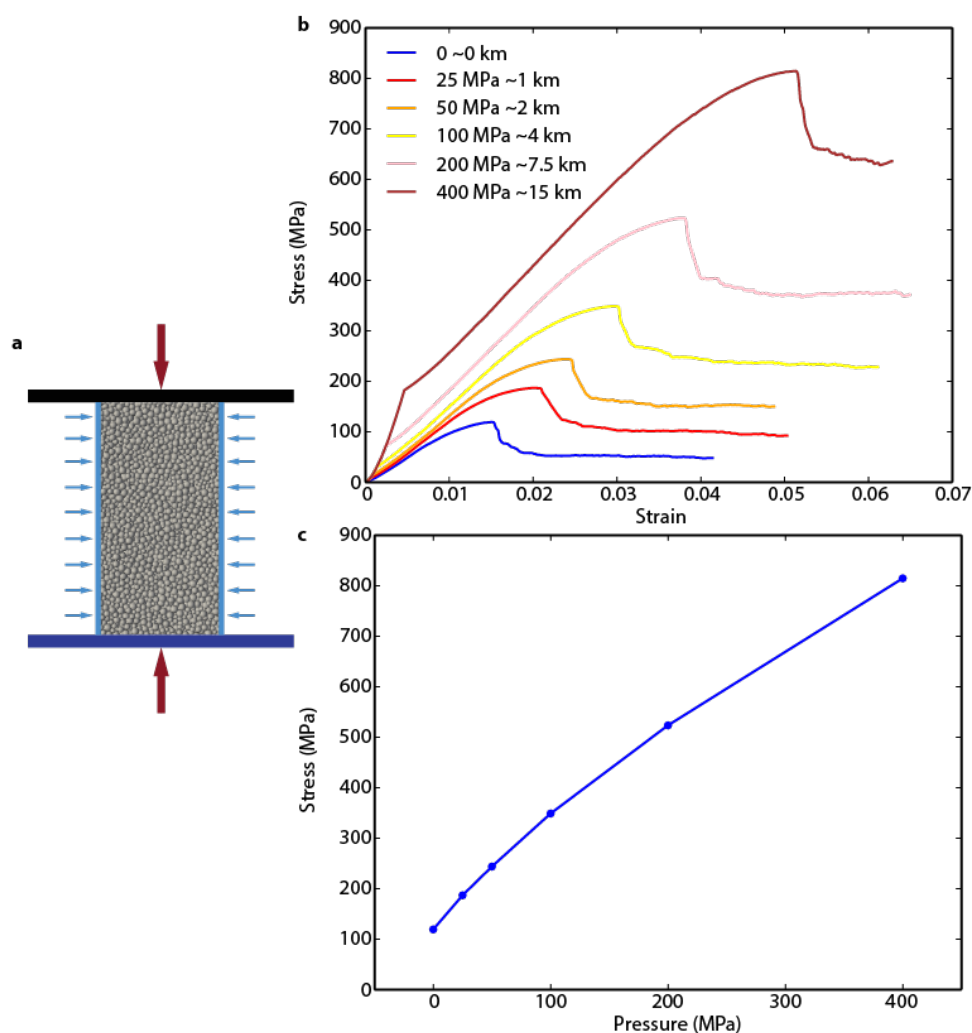 b
900
800
700
600
500
400
300
200
100
0
Stress (MPa)
0 ~0 km
25 MPa ~1 km
50 MPa ~2 km
100 MPa ~4 km
200 MPa ~7.5 km
400 MPa ~15 km
0 0.01 0.02 0.03 0.04 0.05 0.06 0.07
Strain
a
c
900
800
700
600
500
400
300
200
100
0
Stress (MPa)
0 100 200 300 400
Pressure (MPa)